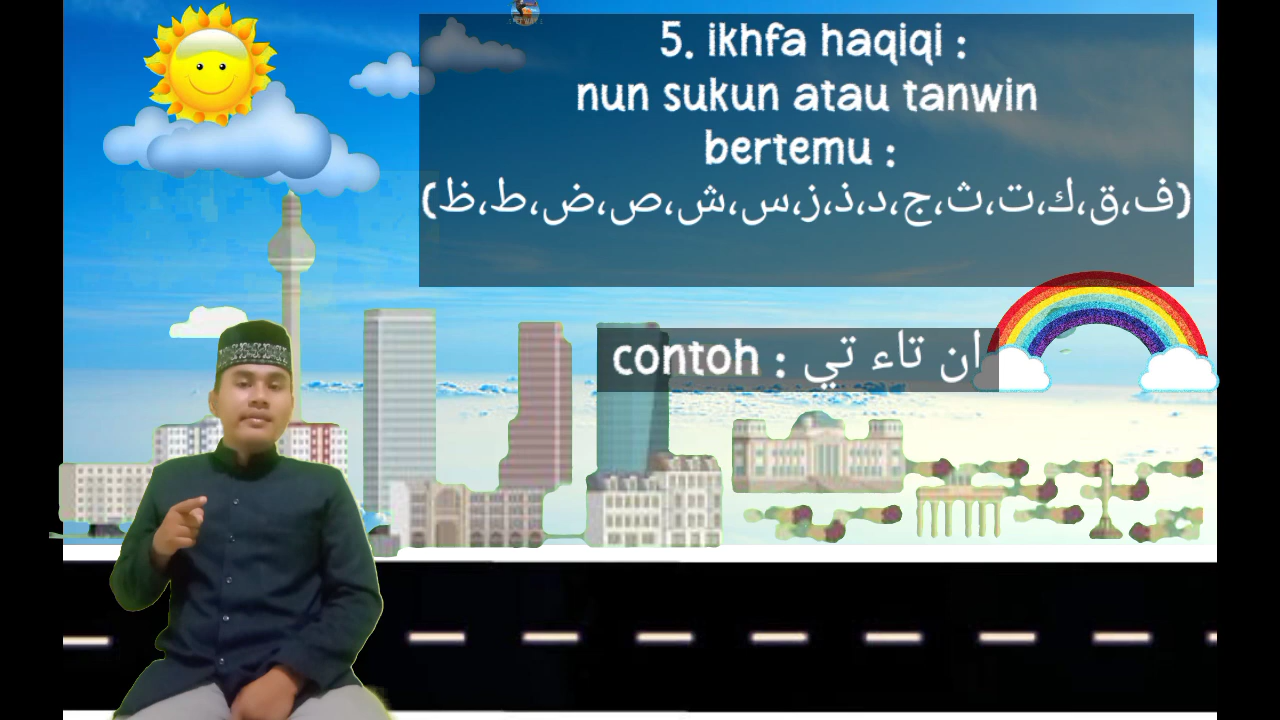 5. ikhfa haqiqi :
nun sukun atau tanwin
bertemu :
(ف،ق،ك،ت،ث،ج،د،ذ،ز،س،ش،ص،ض،ط،ظ)
contoh : ان تاء تي